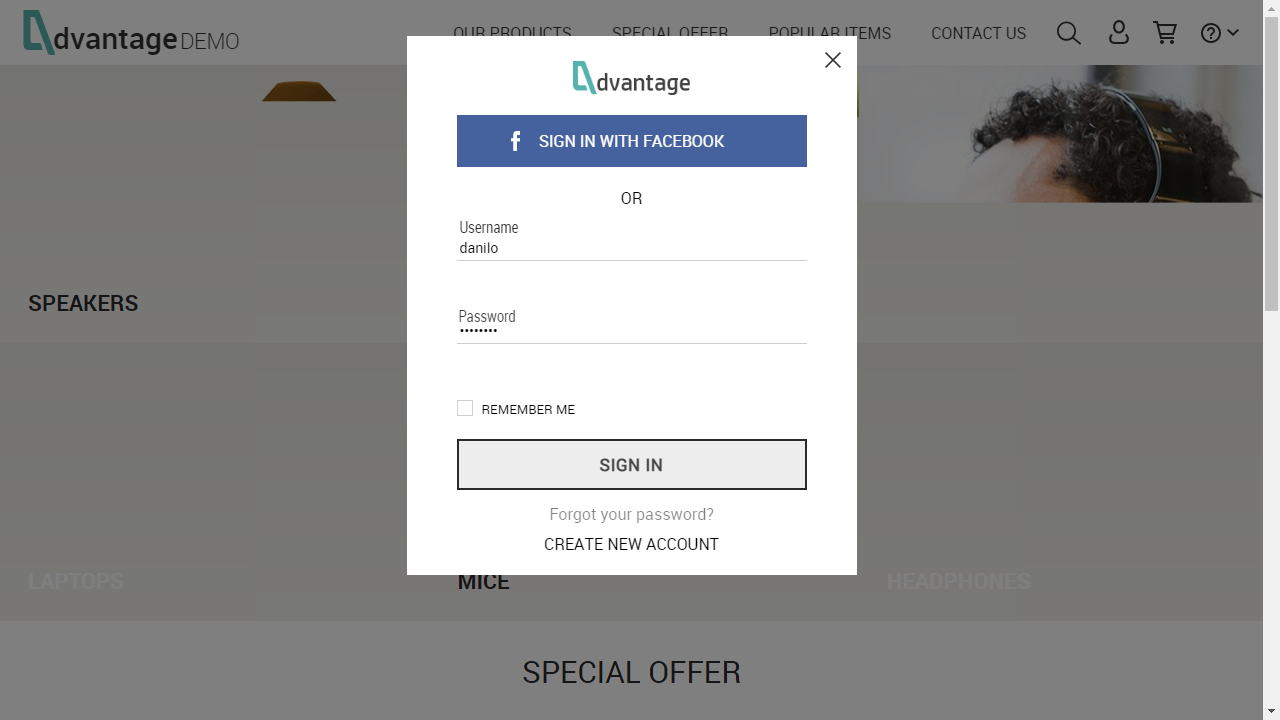 dvantage DEMO
OUR PRODUCTS SPECIAL OFFER POPULAR ITEMS CONTACT US
dvantage
SIGN IN WITH FACEBOOK
OR
Username
danilo
SPEAKERS
Password
••••••••
REMEMBER ME
SIGN IN
Forgot your password?
CREATE NEW ACCOUNT
LAPTOPS MICE HEADPHONES
SPECIAL OFFER